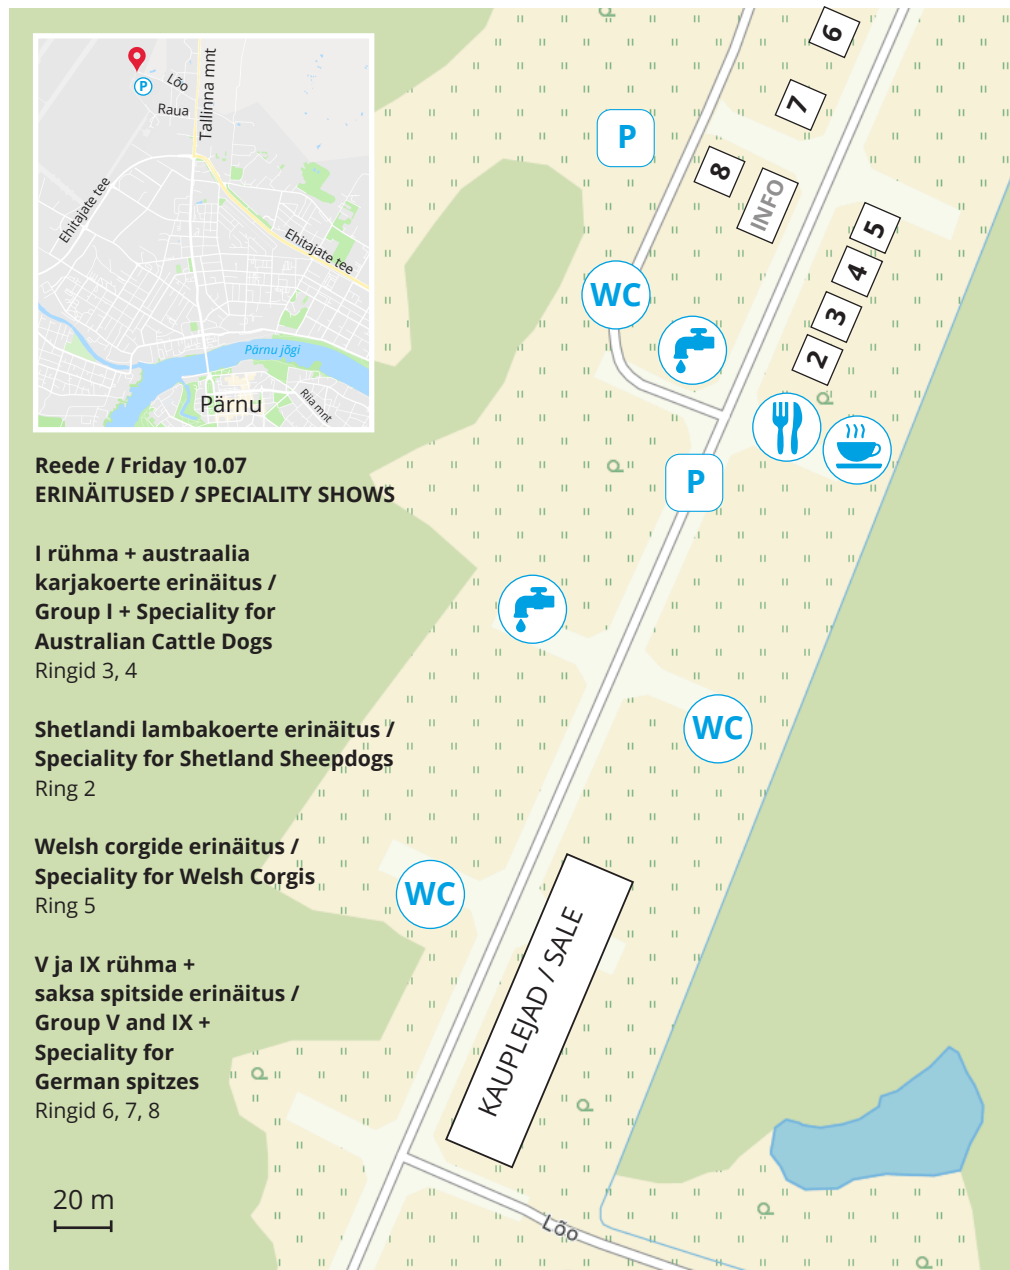 Lõo
P
Raua
Tallinna mnt
Ehitajate tee
Ehitajate tee
Pärnu jõgi
Pärnu
Riia mnt
Reede / Friday 10.07
ERINÄITUSED / SPECIALITY SHOWS
I rühma + austraalia
karjakoerte erinäitus /
Group I + Speciality for
Australian Cattle Dogs
Ringid 3, 4
Shetlandi lambakoerte erinäitus /
Speciality for Shetland Sheepdogs
Ring 2
Welsh corgide erinäitus /
Speciality for Welsh Corgis
Ring 5
V ja IX rühma +
saksa spitside erinäitus /
Group V and IX +
Speciality for
German spitzes
Ringid 6, 7, 8
20 m
6
7
P
8
INFO
5
4
WC
3
2
P
WC
WC
KAUPLEJAD / SALE
Lõo